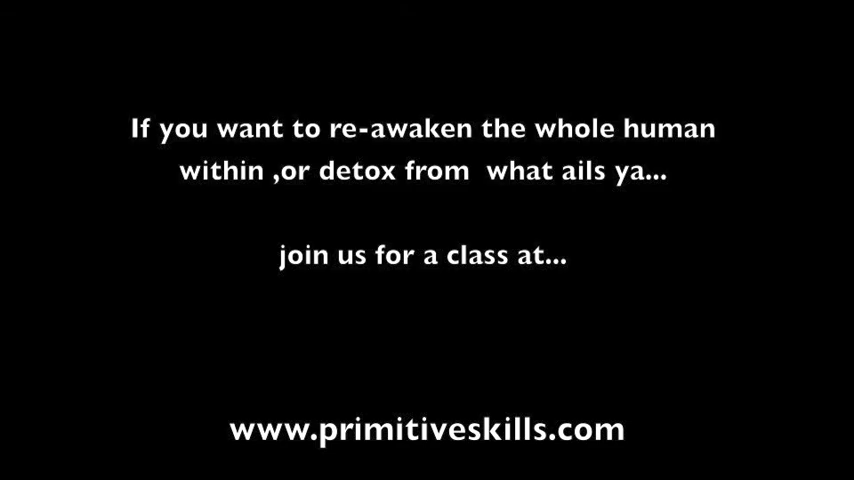 If you want to re-awaken the whole human
within ,or detox from  what ails ya...
join us for a class at...
www.primitiveskills.com